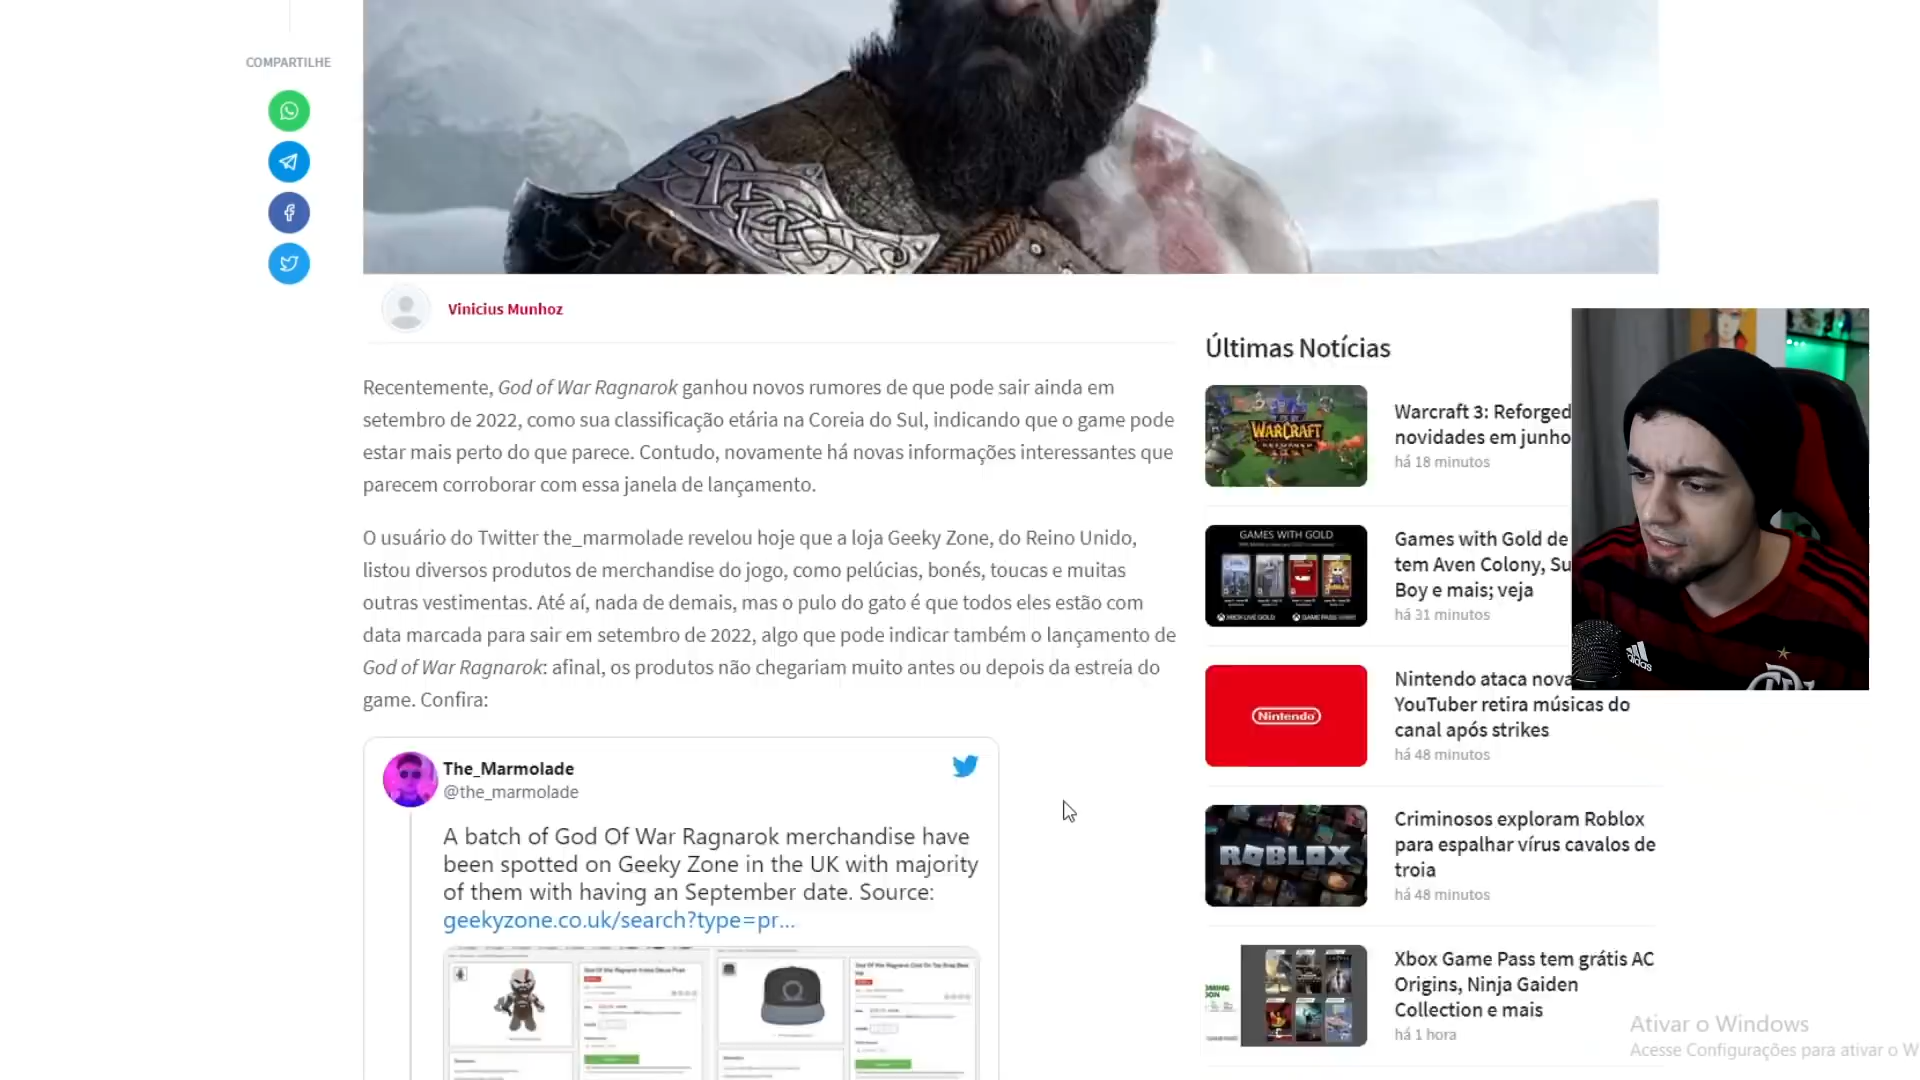 COMPARTILHE
Vinicius Munhoz
Recentemente, God of War Ragnarok ganhou novos rumores de que pode sair ainda em
setembro de 2022, como sua classificação etária na Coreia do Sul, indicando que o game pode
estar mais perto do que parece. Contudo, novamente há novas informações interessantes que
parecem corroborar com essa janela de lançamento.
O usuário do Twitter the_marmolade revelou hoje que a loja Geeky Zone, do Reino Unido,
listou diversos produtos de merchandise do jogo, como pelúcias, bonés, toucas e muitas
outras vestimentas. Até aí, nada de demais, mas o pulo do gato é que todos eles estão com
data marcada para sair em setembro de 2022, algo que pode indicar também o lançamento de
God of War Ragnarok: afinal, os produtos não chegariam muito antes ou depois da estreia do
game. Confira:
The_Marmolade
@the_marmolade
A batch of God Of War Ragnarok merchandise have
been spotted on Geeky Zone in the UK with majority
of them with having an September date. Source:
geekyzone.co.uk/search?type=pr...
Últimas Notícias
WARCRAFT
Warcraft 3: Reforged
novidades em junho
há 18 minutos
GAMES WITH GOLD
XBOX LIVE GOLD
GAME PASS
Games with Gold de
tem Aven Colony, Su
Boy e mais; veja
há 31 minutos
Nintendo
Nintendo ataca nova
YouTuber retira músicas do
canal após strikes
há 48 minutos
ROBLOX
Criminosos exploram Roblox
para espalhar vírus cavalos de
troia
há 48 minutos
Xbox Game Pass tem grátis AC
Origins, Ninja Gaiden
Collection e mais
há 1 hora
adidas
Ativar o Windows
Acesse Configurações para ativar o W